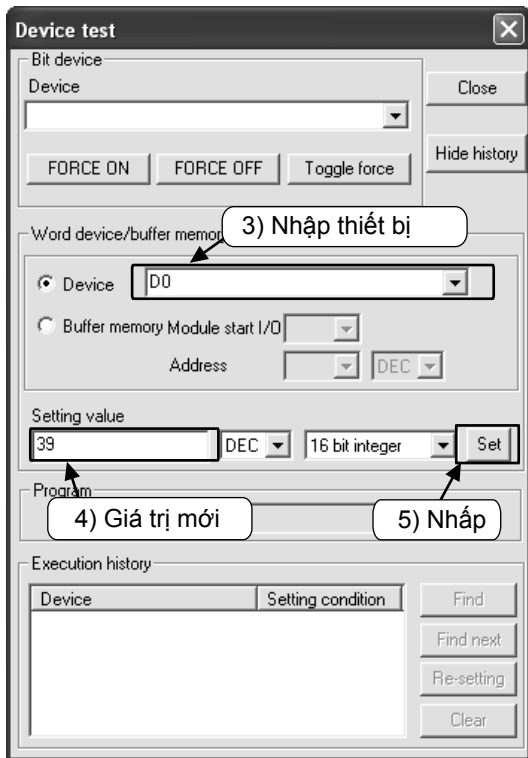 Device test
Bit device
Device
Close
FORCE ON FORCE OFF Toggle force
Hide history
3) Nhập thiết bị
Word device/buffer memor
Device D0
Buffer memory Module start I/O
Address DEC
Setting value
39 DEC 16 bit integer Set
Program
4) Giá trị mới 5) Nhấp
Execution history
Device Setting condition Find
Find next
Re-setting
Clear